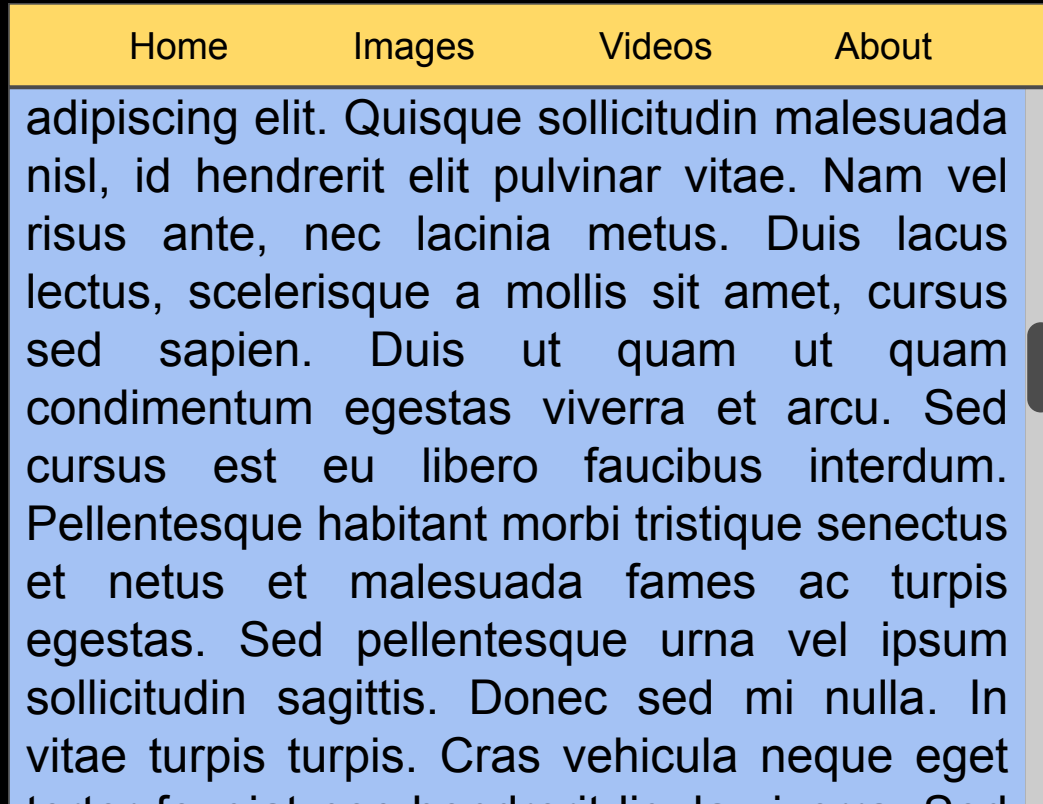 Home Images Videos About
adipiscing elit. Quisque sollicitudin malesuada
nisl, id hendrerit elit pulvinar vitae. Nam vel
risus ante, nec lacinia metus. Duis lacus
lectus, scelerisque a mollis sit amet, cursus
sed sapien. Duis ut quam ut quam
condimentum egestas viverra et arcu. Sed
cursus est eu libero faucibus interdum.
Pellentesque habitant morbi tristique senectus
et netus et malesuada fames ac turpis
egestas. Sed pellentesque urna vel ipsum
sollicitudin sagittis. Donec sed mi nulla. In
vitae turpis turpis. Cras vehicula neque eget